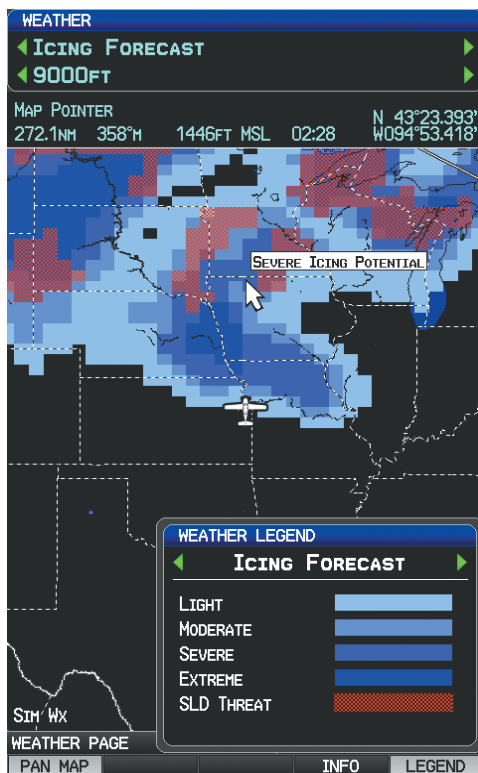 WEATHER
ICING FORECAST
9000FT
MAP POINTER
N 43°23.393'
272.1NM 358°M 1446FT MSL 02:28 W094°53.418'
SEVERE ICING POTENTIAL
WEATHER LEGEND
ICING FORECAST
LIGHT
MODERATE
SEVERE
EXTREME
SLD THREAT
SIM WX
WEATHER PAGE
PAN MAP INFO LEGEND